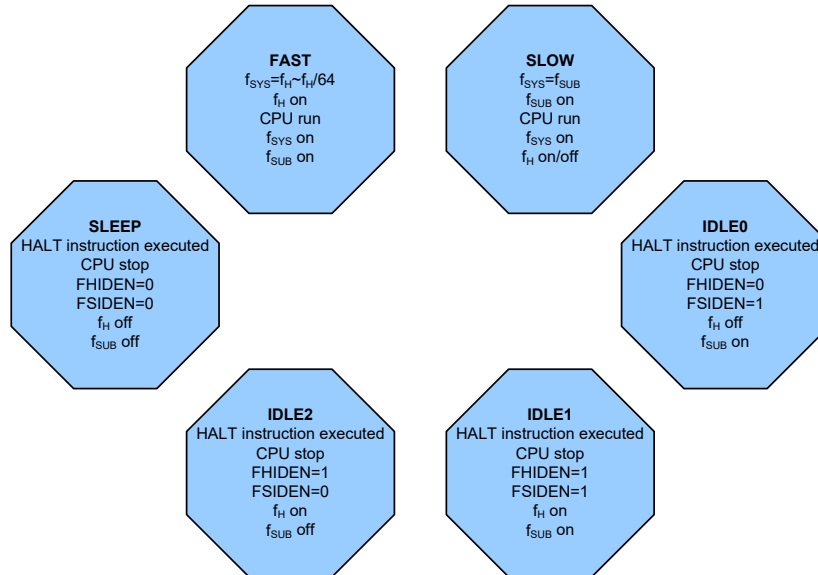 FAST
fSYS=fH~fH/64
fH on
CPU run
fSYS on
fSUB on
SLOW
fSYS=fSUB
fSUB on
CPU run
fSYS on
fH on/off
SLEEP
HALT instruction executed
CPU stop
FHIDEN=0
FSIDEN=0
fH off
fSUB off
IDLE0
HALT instruction executed
CPU stop
FHIDEN=0
FSIDEN=1
fH off
fSUB on
IDLE2
HALT instruction executed
CPU stop
FHIDEN=1
FSIDEN=0
fH on
fSUB off
IDLE1
HALT instruction executed
CPU stop
FHIDEN=1
FSIDEN=1
fH on
fSUB on